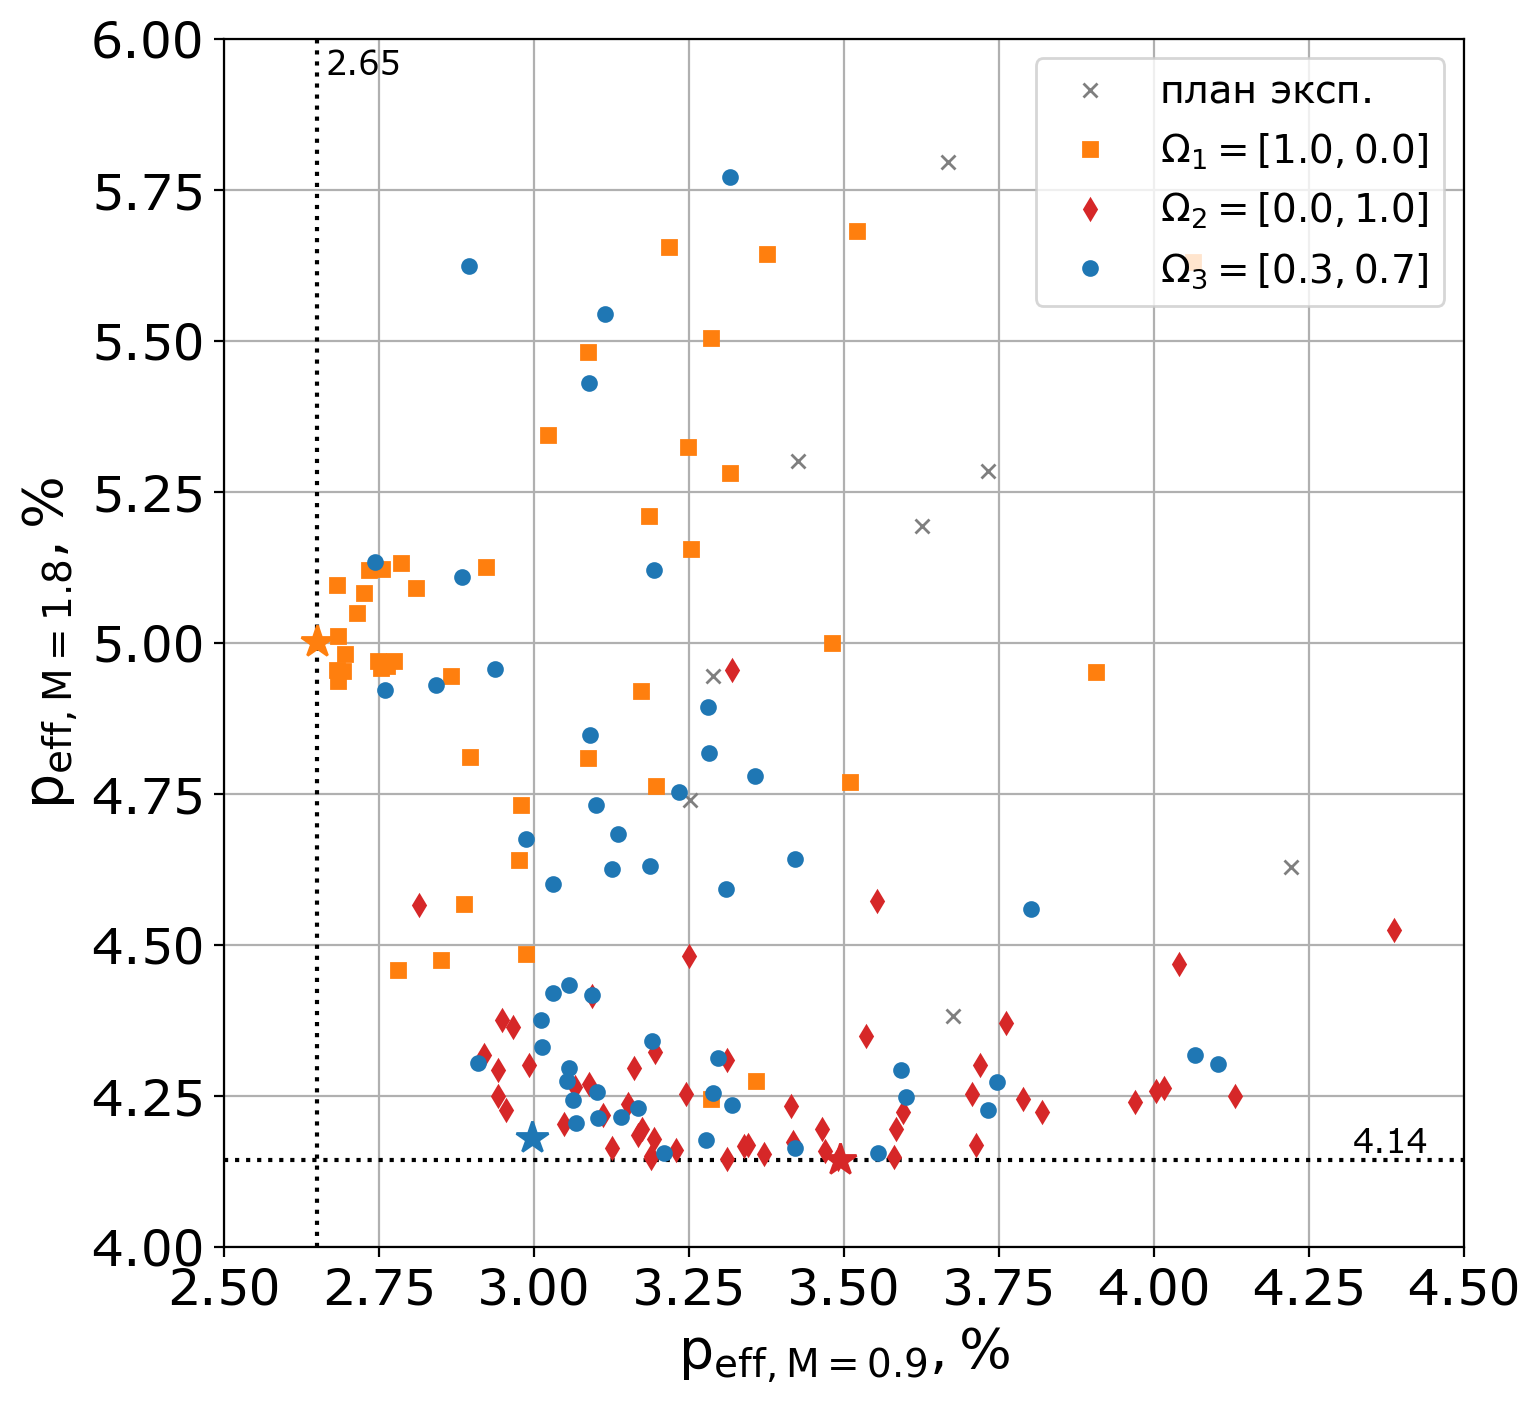 6.00
5.75
5.50
5.25
5.00
4.75
4.50
4.25
4.00
p_eff, M = 1.8, %
2.65
план эксп.
Ω₁ = [1.0, 0.0]
Ω₂ = [0.0, 1.0]
Ω₃ = [0.3, 0.7]
4.14
2.50 2.75 3.00 3.25 3.50 3.75 4.00 4.25 4.50
p_eff, M = 0.9, %